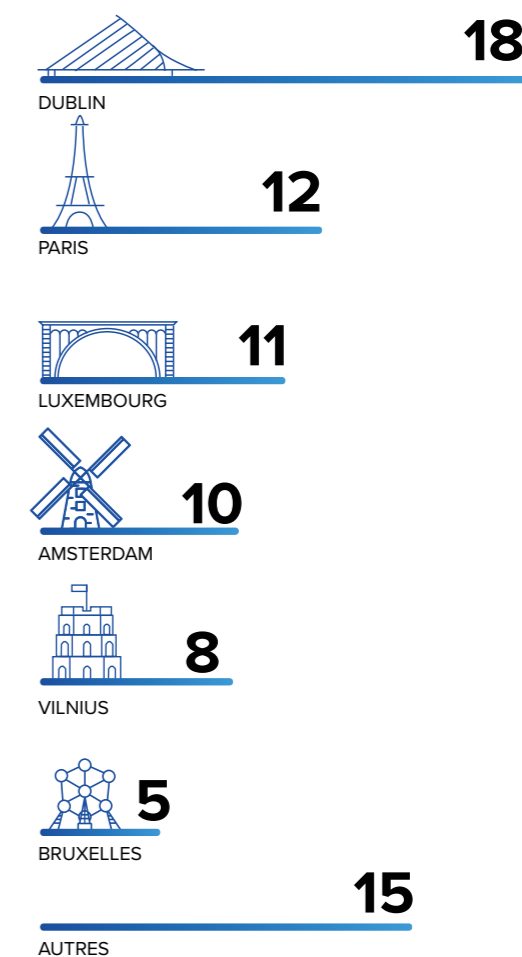 18
DUBLIN
12
PARIS
11
LUXEMBOURG
10
AMSTERDAM
8
VILNIUS
5
BRUXELLES
15
AUTRES